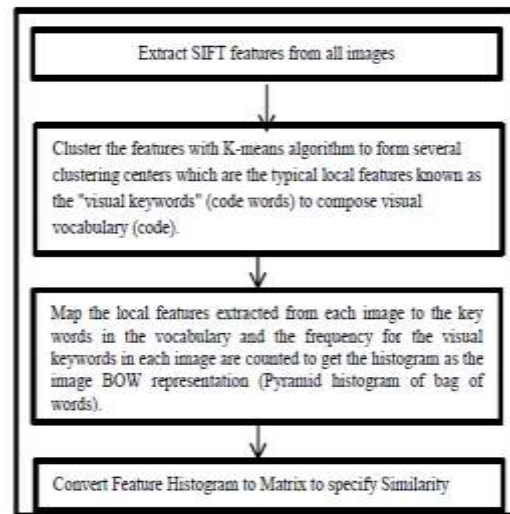 Extract SIFT features from all images
Cluster the features with K-means algorithm to form several
clustering centers which are the typical local features known as
the "visual keywords" (code words) to compose visual
vocabulary (code).
Map the local features extracted from each image to the key
words in the vocabulary and the frequency for the visual
keywords in each image are counted to get the histogram as the
image BOW representation (Pyramid histogram of bag of
words).
Convert Feature Histogram to Matrix to specify Similarity